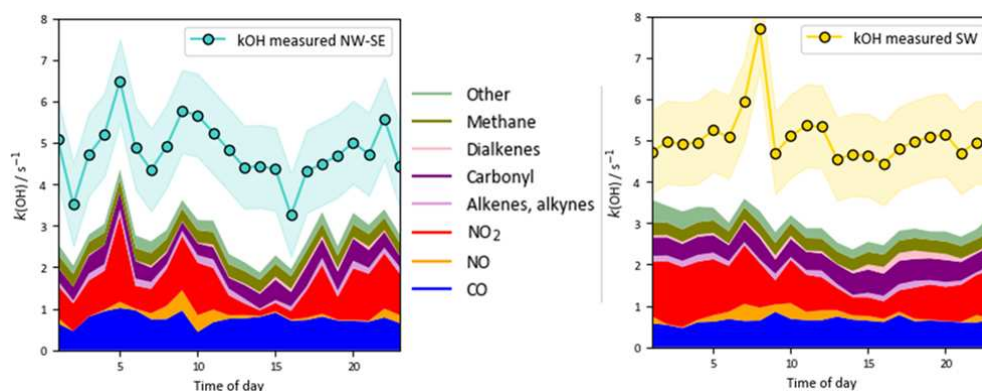 8
7
6
5
4
3
2
1
0
k(OH) / s⁻¹
kOH measured NW-SE
5
10
15
20
Time of day
Other
Methane
Dialkenes
Carbonyl
Alkenes, alkynes
NO₂
NO
CO
8
7
6
5
4
3
2
1
0
k(OH) / s⁻¹
kOH measured SW
5
10
15
20
Time of day